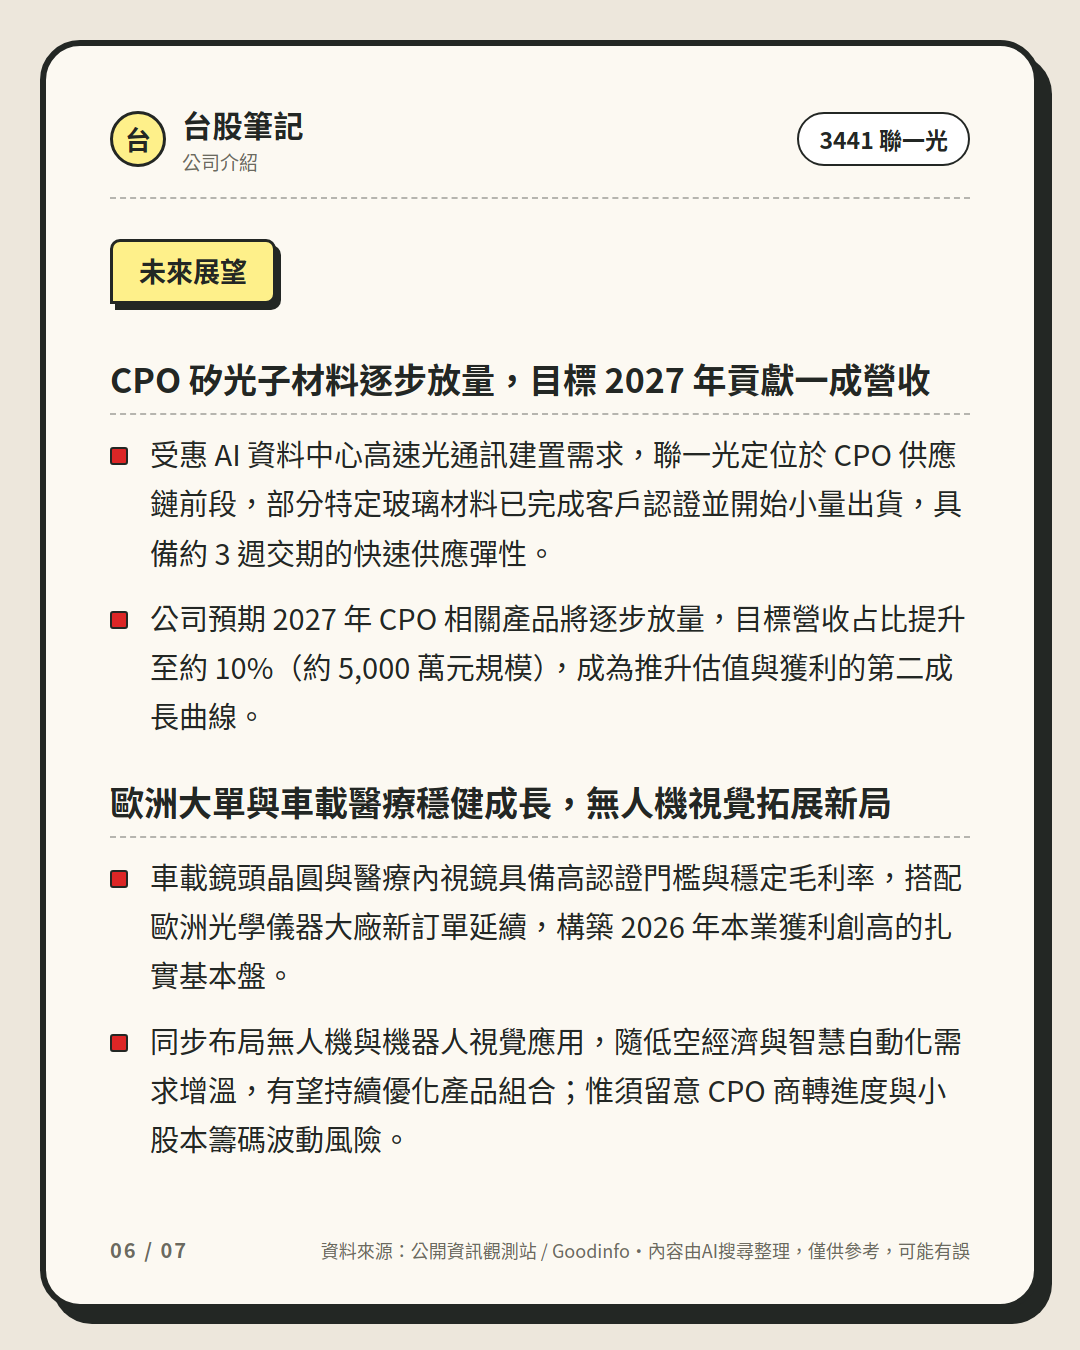 台
台股筆記
公司介紹
3441 聯一光
未來展望
CPO 矽光子材料逐步放量，目標 2027 年貢獻一成營收
受惠 AI 資料中心高速光通訊建置需求，聯一光定位於 CPO 供應
鏈前段，部分特定玻璃材料已完成客戶認證並開始小量出貨，具
備約 3 週交期的快速供應彈性。
公司預期 2027 年 CPO 相關產品將逐步放量，目標營收占比提升
至約 10%（約 5,000 萬元規模），成為推升估值與獲利的第二成
長曲線。
歐洲大單與車載醫療穩健成長，無人機視覺拓展新局
車載鏡頭晶圓與醫療內視鏡具備高認證門檻與穩定毛利率，搭配
歐洲光學儀器大廠新訂單延續，構築 2026 年本業獲利創高的扎
實基本盤。
同步布局無人機與機器人視覺應用，隨低空經濟與智慧自動化需
求增溫，有望持續優化產品組合；惟須留意 CPO 商轉進度與小
股本籌碼波動風險。
06 / 07
資料來源：公開資訊觀測站 / Goodinfo・內容由AI搜尋整理，僅供參考，可能有誤